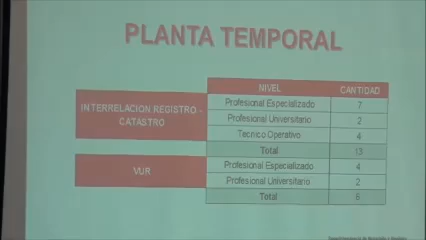 PLANTA TEMPORAL
NIVEL CANTIDAD
INTERRELACION REGISTRO -
CATASTRO
Profesional Especializado 7
Profesional Universitario 2
Tecnico Operativo 4
Total 13
VUR
Profesional Especializado 4
Profesional Universitario 2
Total 6